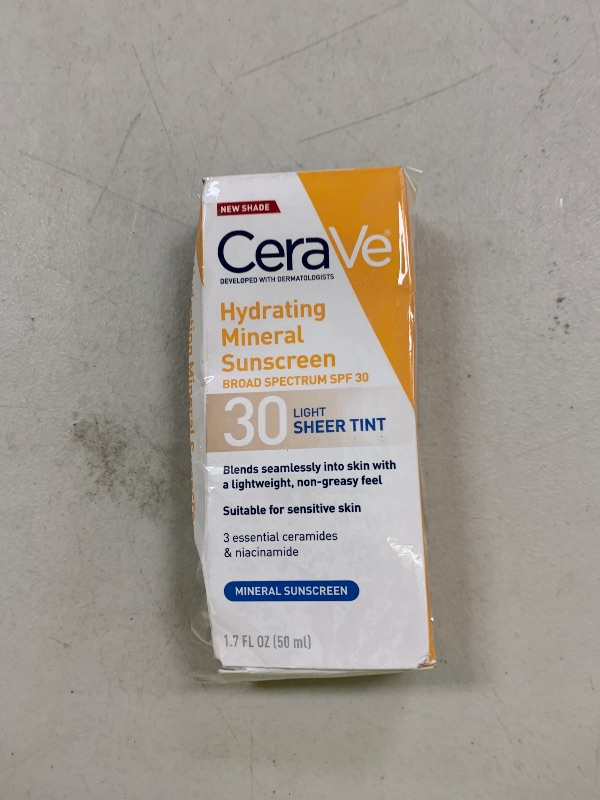 NEW SHADE
CeraVe®
DEVELOPED WITH DERMATOLOGISTS
Hydrating
Mineral
Sunscreen
BROAD SPECTRUM SPF 30
30 LIGHT
SHEER TINT
Blends seamlessly into skin with
a lightweight, non-greasy feel
Suitable for sensitive skin
3 essential ceramides
& niacinamide
MINERAL SUNSCREEN
1.7 FL OZ (50 ml)
Mineral